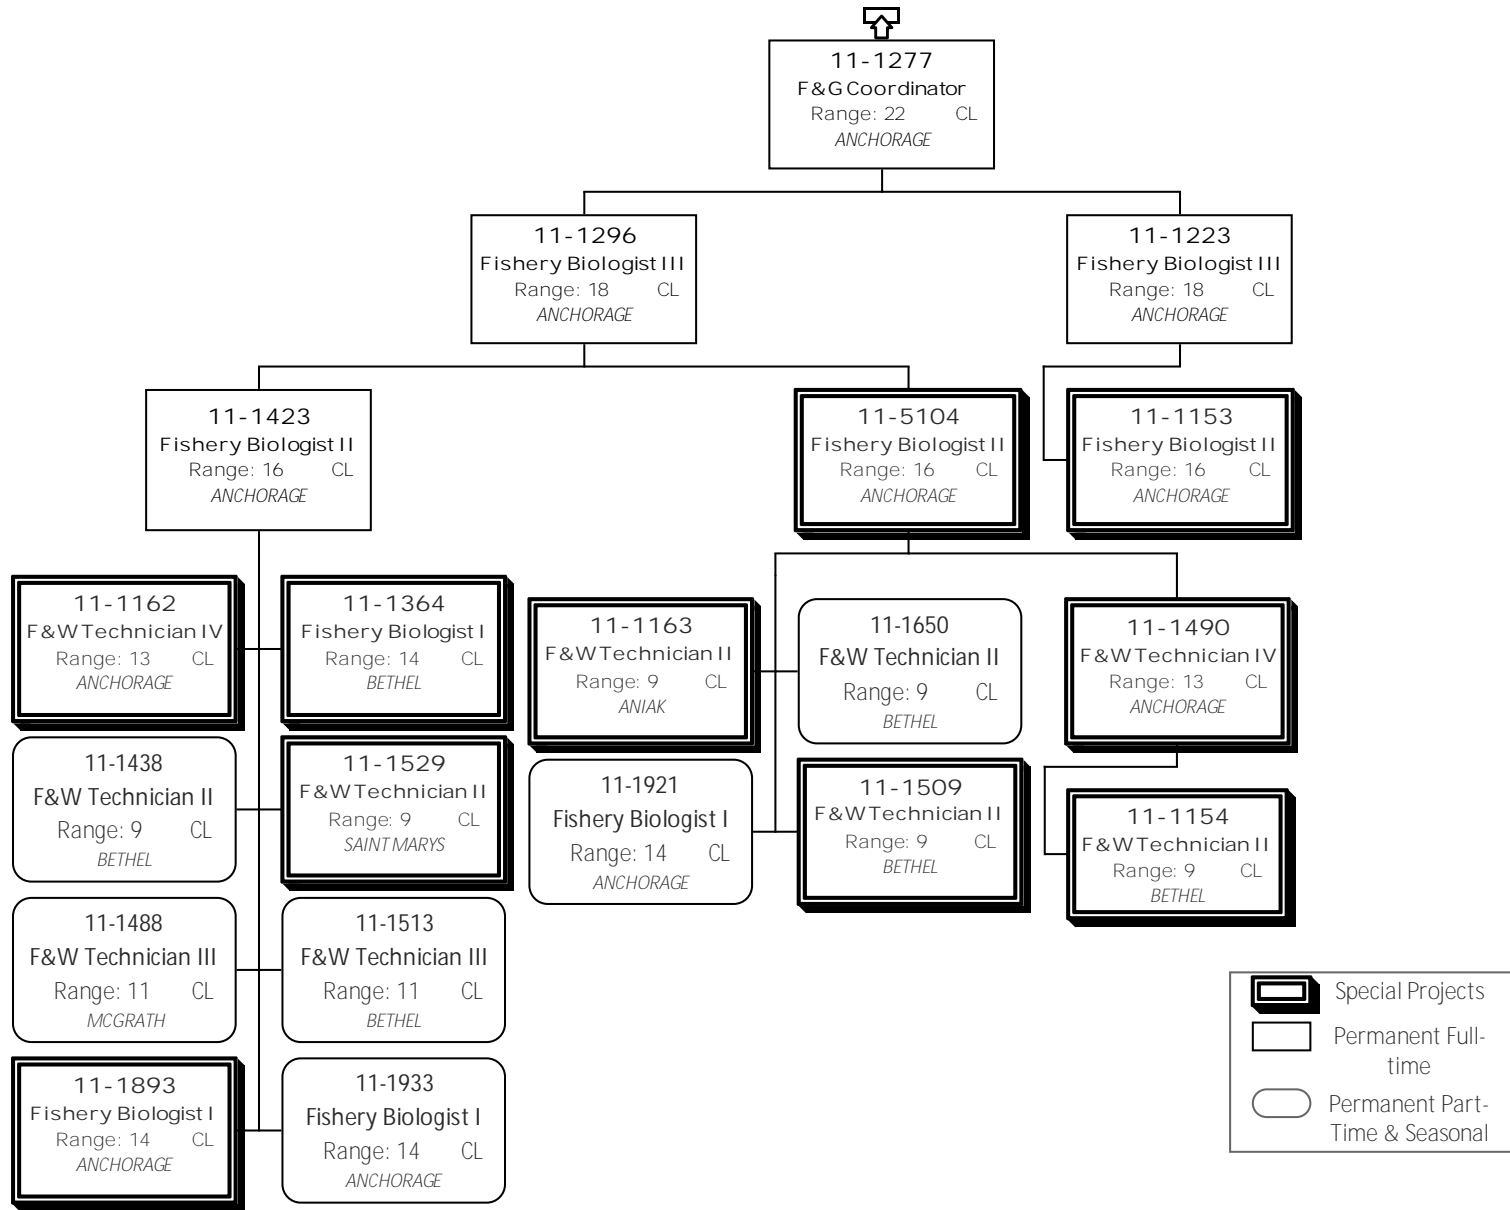 11-1277
F&G Coordinator
Range: 22 CL
ANCHORAGE
11-1296
Fishery Biologist III
Range: 18 CL
ANCHORAGE
11-1223
Fishery Biologist III
Range: 18 CL
ANCHORAGE
11-1423
Fishery Biologist II
Range: 16 CL
ANCHORAGE
11-5104
Fishery Biologist II
Range: 16 CL
ANCHORAGE
11-1153
Fishery Biologist II
Range: 16 CL
ANCHORAGE
11-1162
F&W Technician IV
Range: 13 CL
ANCHORAGE
11-1364
Fishery Biologist I
Range: 14 CL
BETHEL
11-1163
F&W Technician II
Range: 9 CL
ANIAK
11-1650
F&W Technician II
Range: 9 CL
BETHEL
11-1490
F&W Technician IV
Range: 13 CL
ANCHORAGE
11-1438
F&W Technician II
Range: 9 CL
BETHEL
11-1529
F&W Technician II
Range: 9 CL
SAINT MARYS
11-1921
Fishery Biologist I
Range: 14 CL
ANCHORAGE
11-1509
F&W Technician II
Range: 9 CL
BETHEL
11-1154
F&W Technician II
Range: 9 CL
BETHEL
11-1488
F&W Technician III
Range: 11 CL
MCGRATH
11-1513
F&W Technician III
Range: 11 CL
BETHEL
11-1893
Fishery Biologist I
Range: 14 CL
ANCHORAGE
11-1933
Fishery Biologist I
Range: 14 CL
ANCHORAGE
Special Projects
Permanent Full-
time
Permanent Part-
Time & Seasonal